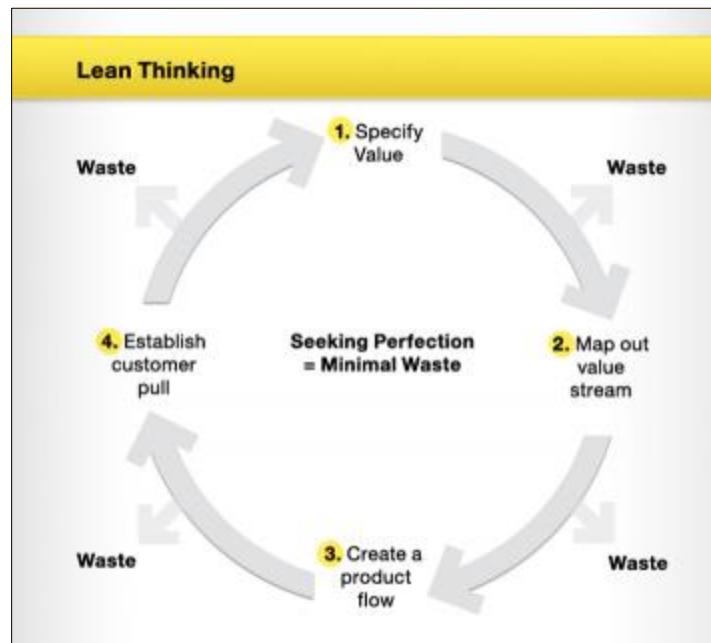 Lean Thinking
1. Specify
Value
Waste
Waste
4. Establish
customer
pull
Seeking Perfection
= Minimal Waste
2. Map out
value
stream
Waste
3. Create a
product
flow
Waste